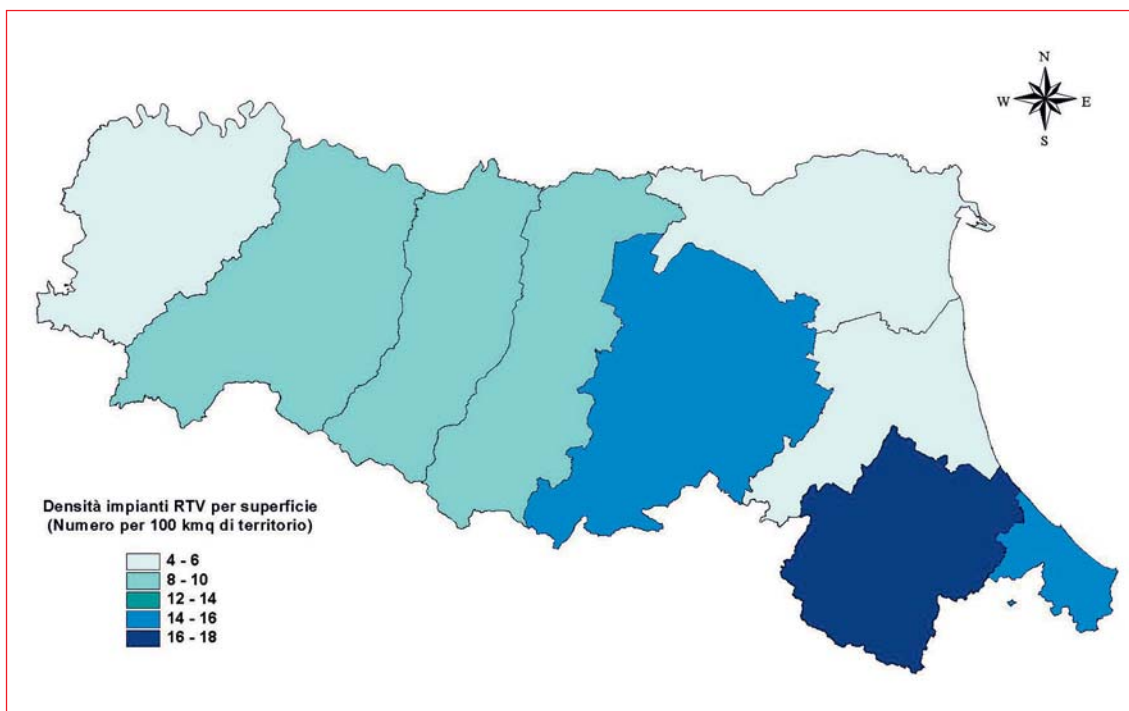 N
W E
S
Densità impianti RTV per superficie
(Numero per 100 kmq di territorio)
4 - 6
8 - 10
12 - 14
14 - 16
16 - 18